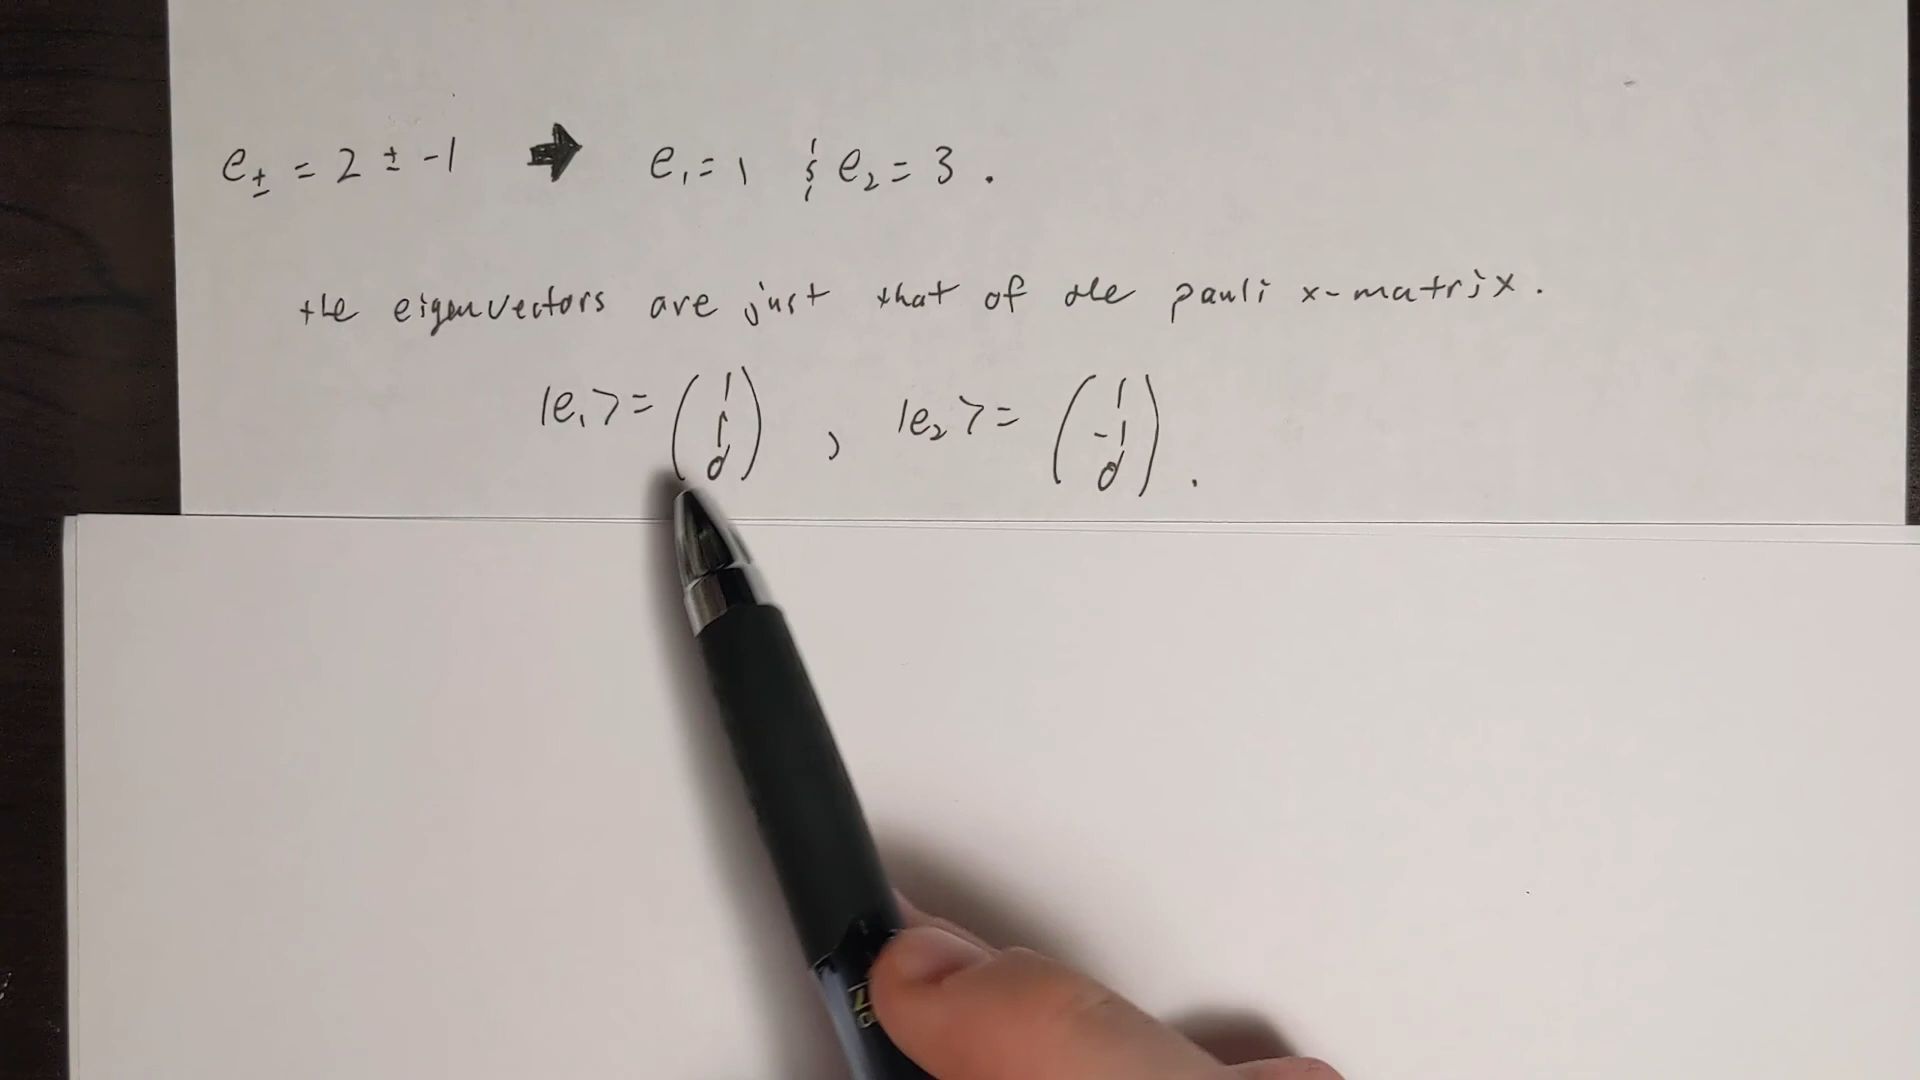 e± = 2 ± -1 ➡ e₁ = 1 & e₂ = 3 .
the eigenvectors are just that of the pauli x-matrix.
|e₁> = (1 1 0) , |e₂> = (1 -1 0) .